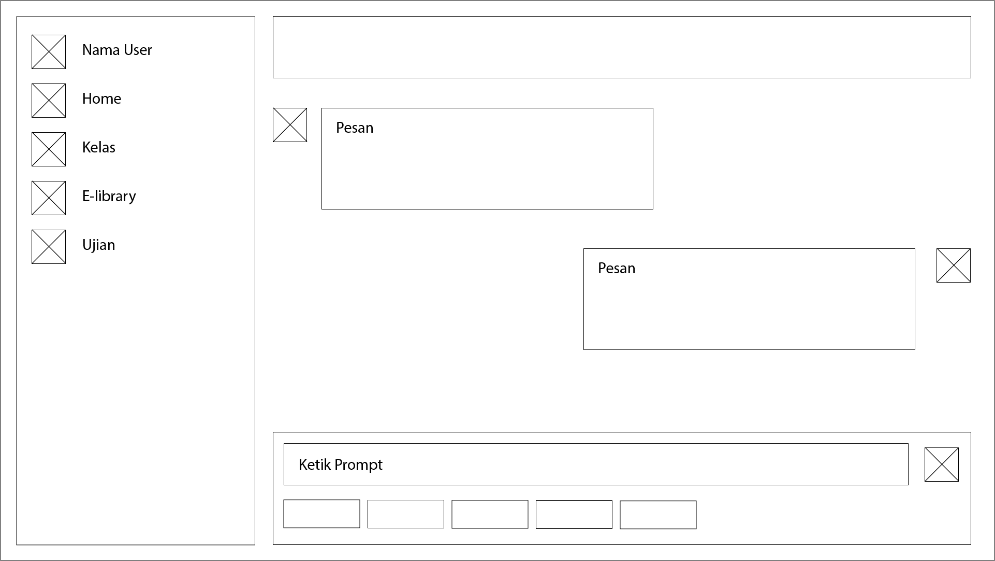 Nama User
Home
Kelas
E-library
Ujian
Pesan
Pesan
Ketik Prompt